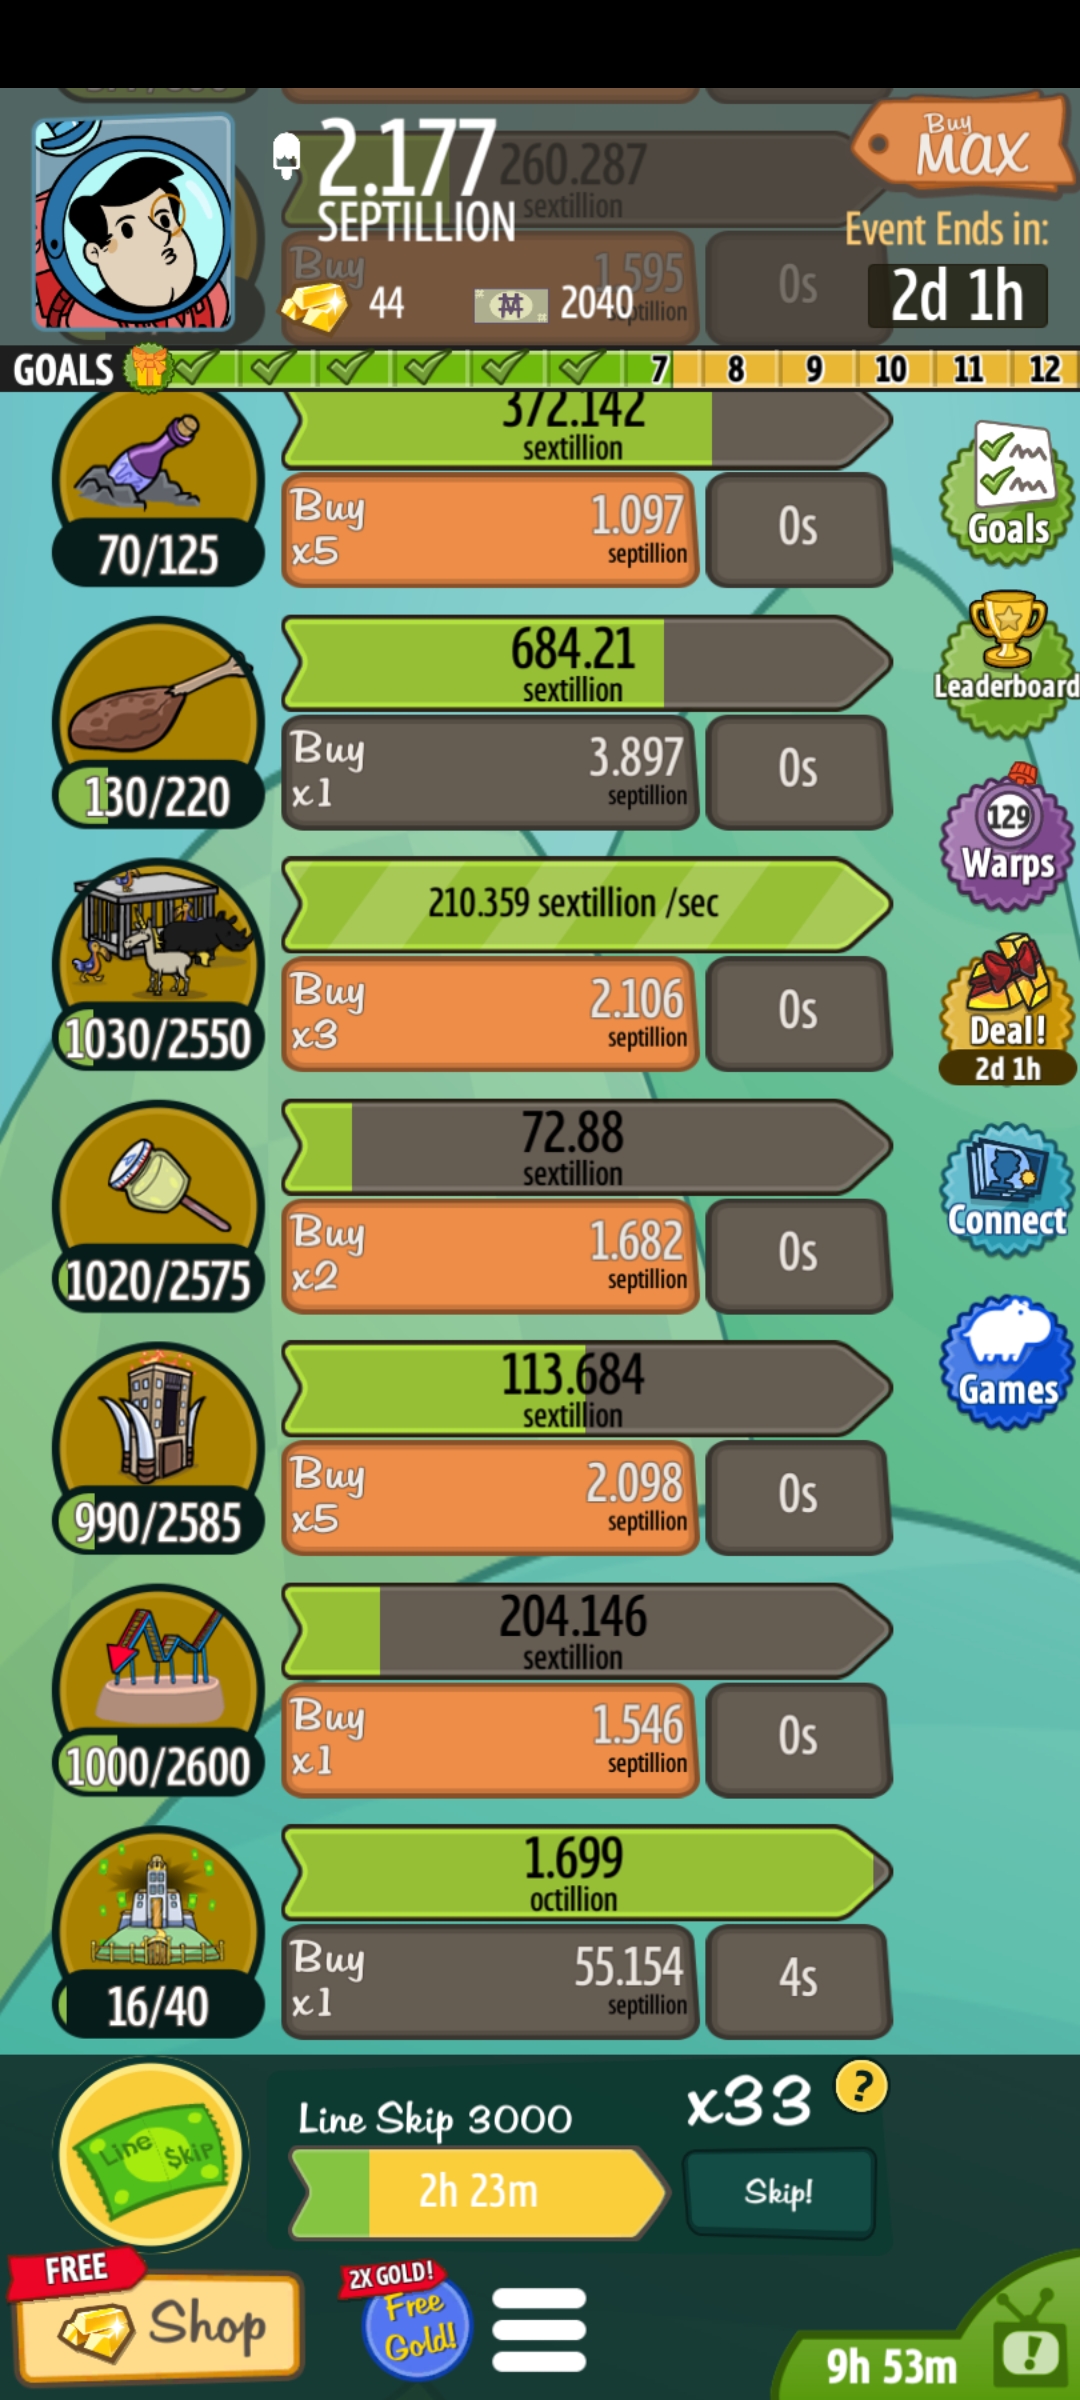 2.177
SEPTILLION
260.287
sextillion
Buy
MAX
Event Ends in:
2d 1h
Buy
1.595
septillion
0s
44
2040
GOALS
7 8 9 10 11 12
372.142
sextillion
Buy
x5
1.097
septillion
0s
70/125
Goals
684.21
sextillion
Buy
x1
3.897
septillion
0s
130/220
Leaderboard
129
Warps
210.359 sextillion /sec
Buy
x3
2.106
septillion
0s
1030/2550
Deal!
2d 1h
72.88
sextillion
Buy
x2
1.682
septillion
0s
1020/2575
Connect
113.684
sextillion
Buy
x5
2.098
septillion
0s
990/2585
Games
204.146
sextillion
Buy
x1
1.546
septillion
0s
1000/2600
1.699
octillion
Buy
x1
55.154
septillion
4s
16/40
Line $kip
Line Skip 3000
x33
?
2h 23m
Skip!
FREE
Shop
2X GOLD!
Free
Gold!
9h 53m
!